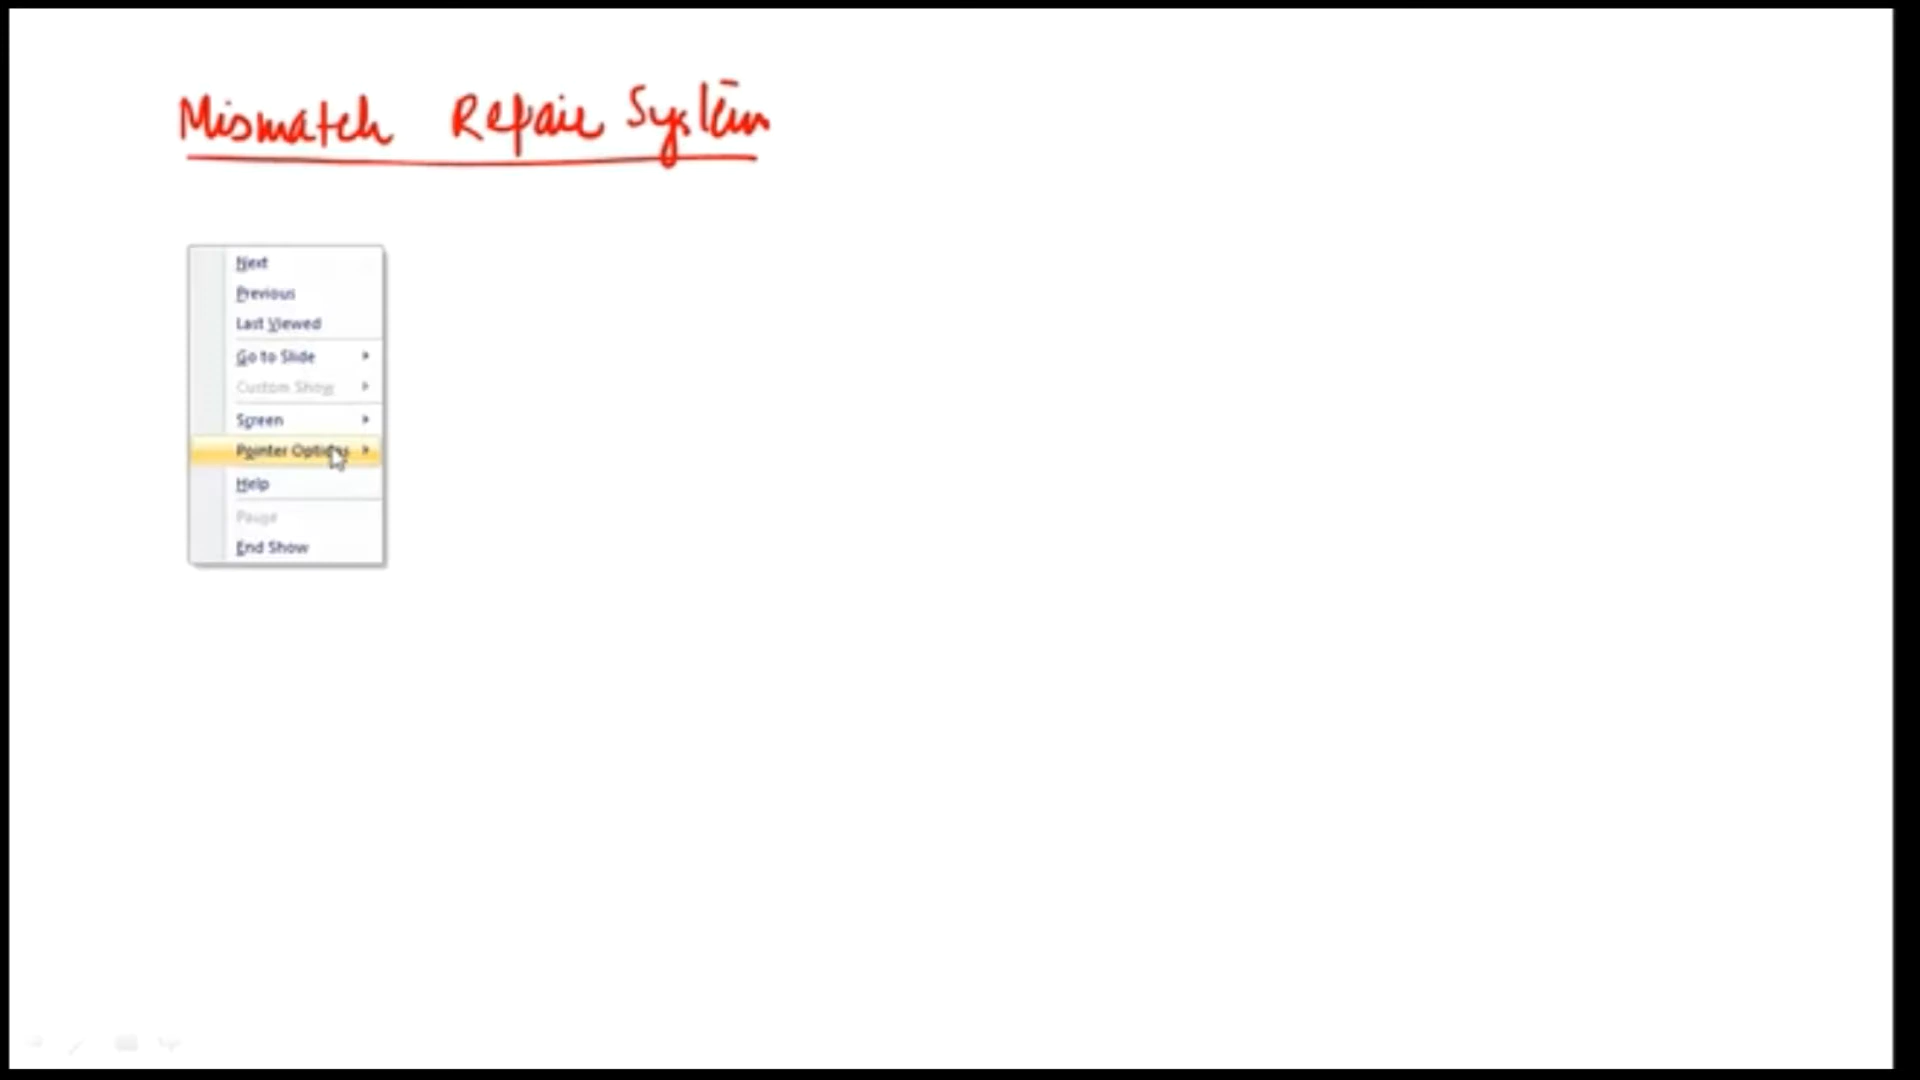 Mismatch Repair System
Next
Previous
Last Viewed
Go to Slide
Custom Show
Screen
Pointer Options
Help
Pause
End Show